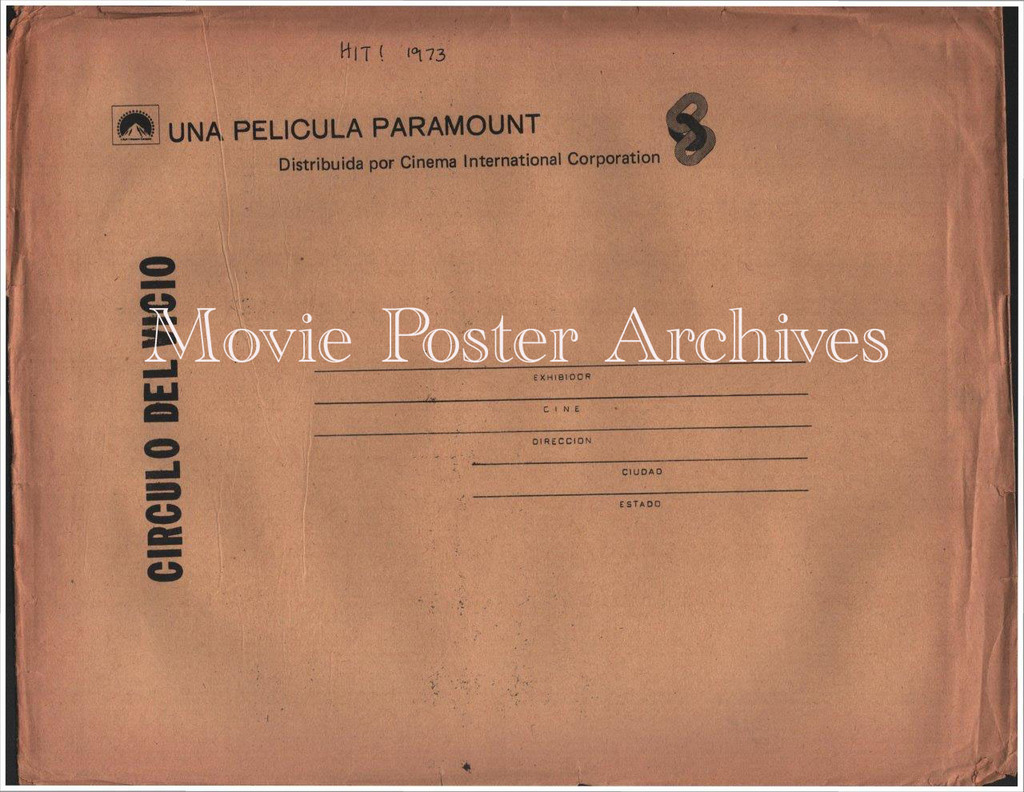 HIT! 1973
UNA PELICULA PARAMOUNT
Distribuida por Cinema International Corporation
CIRCULO DEL VICIO
Movie Poster Archives
EXHIBIDOR
CINE
DIRECCION
CIUDAD
ESTADO